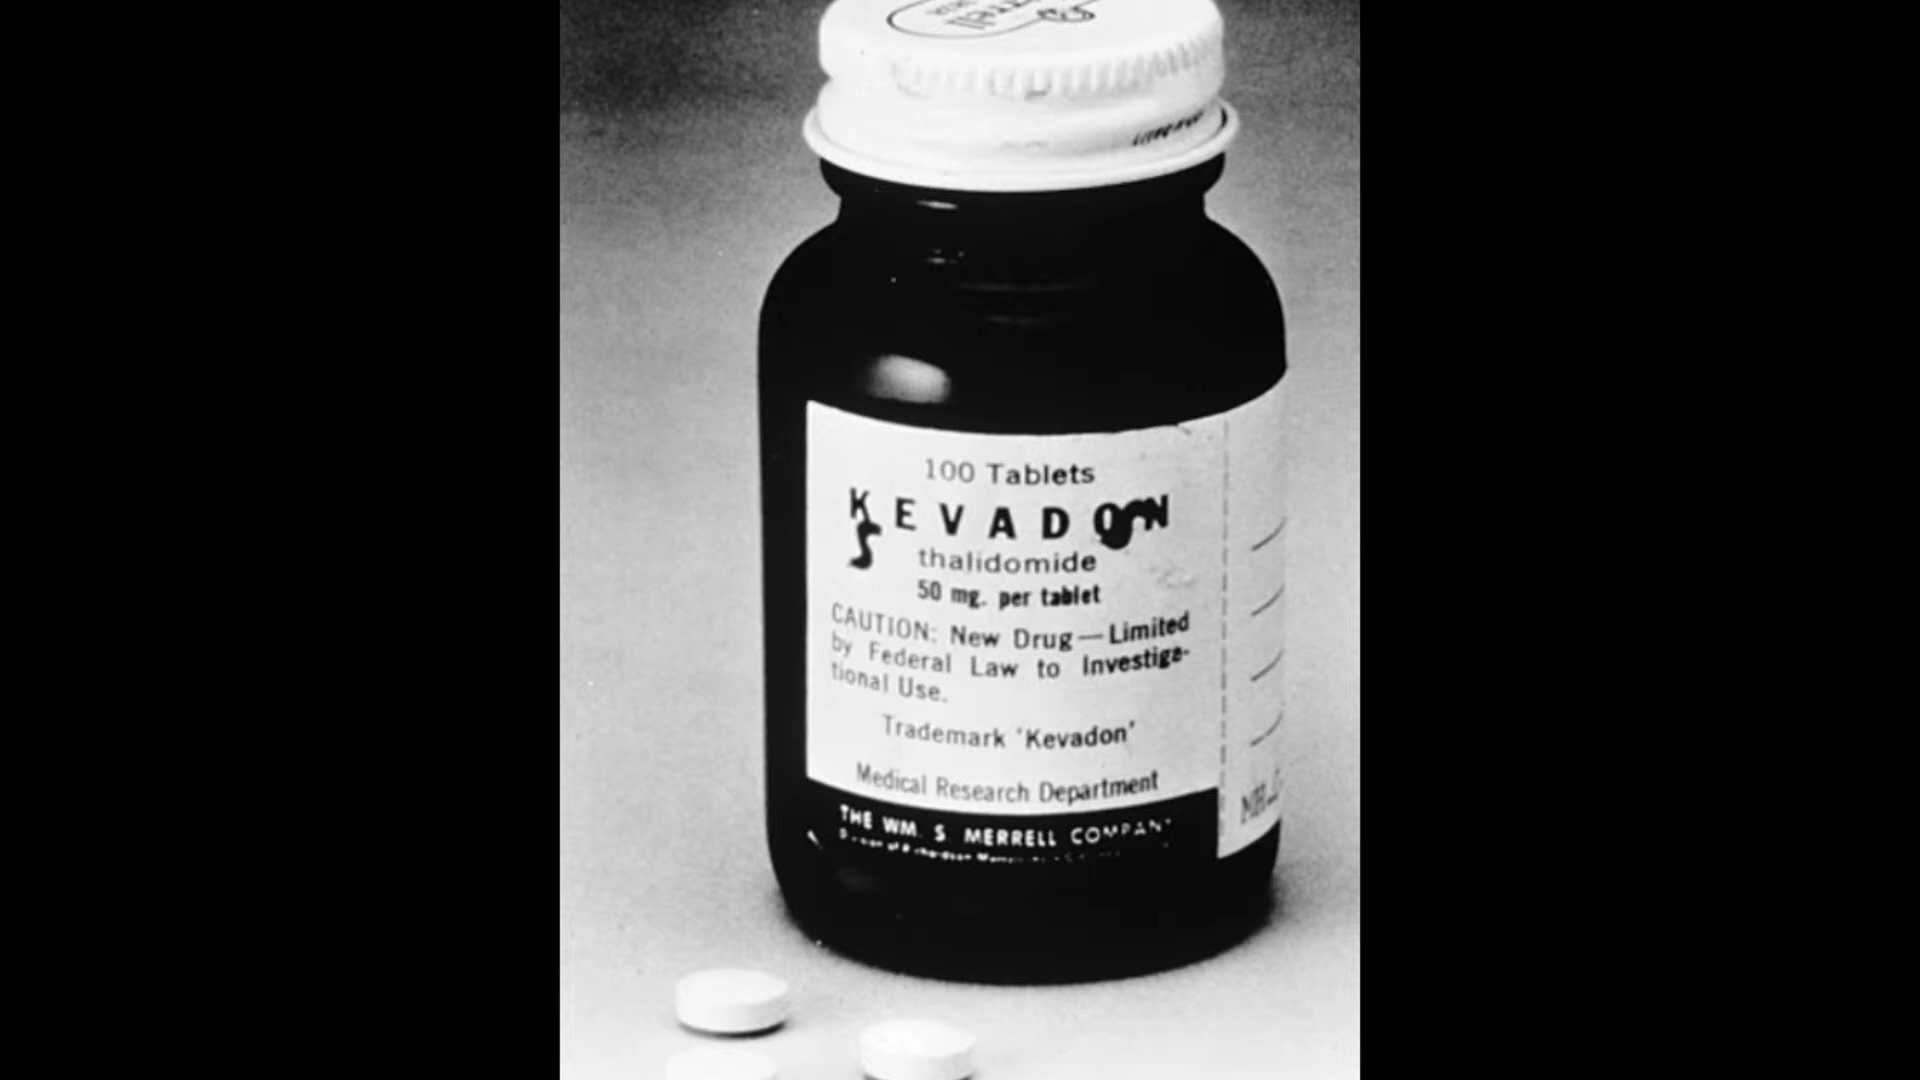 100 Tablets
KEVADON
thalidomide
50 mg. per tablet
CAUTION: New Drug—Limited
by Federal Law to Investiga-
tional Use.
Trademark 'Kevadon'
Medical Research Department
THE WM. S. MERRELL COMPANY